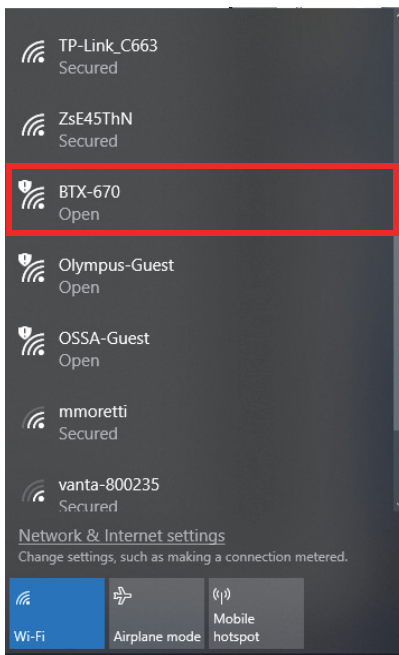 TP-Link_C663
Secured
ZsE45ThN
Secured
BTX-670
Open
Olympus-Guest
Open
OSSA-Guest
Open
mmoretti
Secured
vanta-800235
Secured
Network & Internet settings
Change settings, such as making a connection metered.
Wi-Fi
Airplane mode
Mobile
hotspot